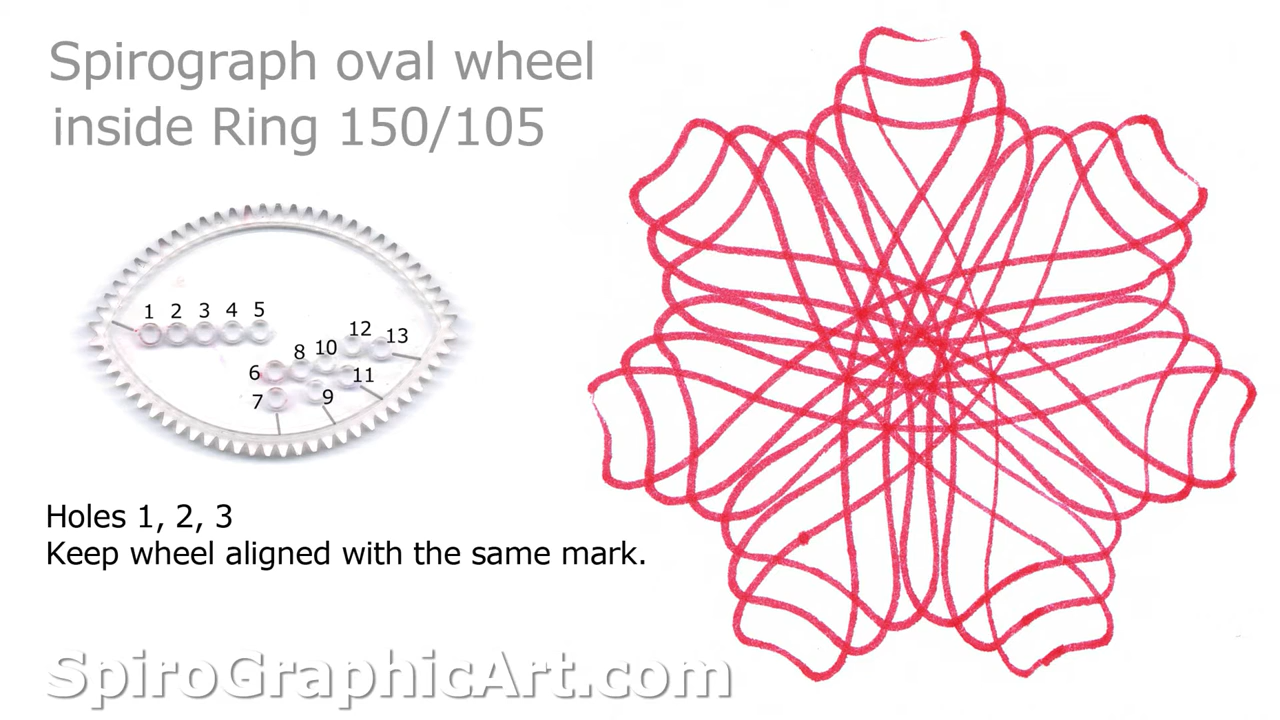 Spirograph oval wheel
inside Ring 150/105
1 2 3 4 5
12
13
8 10
6
11
7
9
Holes 1, 2, 3
Keep wheel aligned with the same mark.
SpiroGraphicArt.com